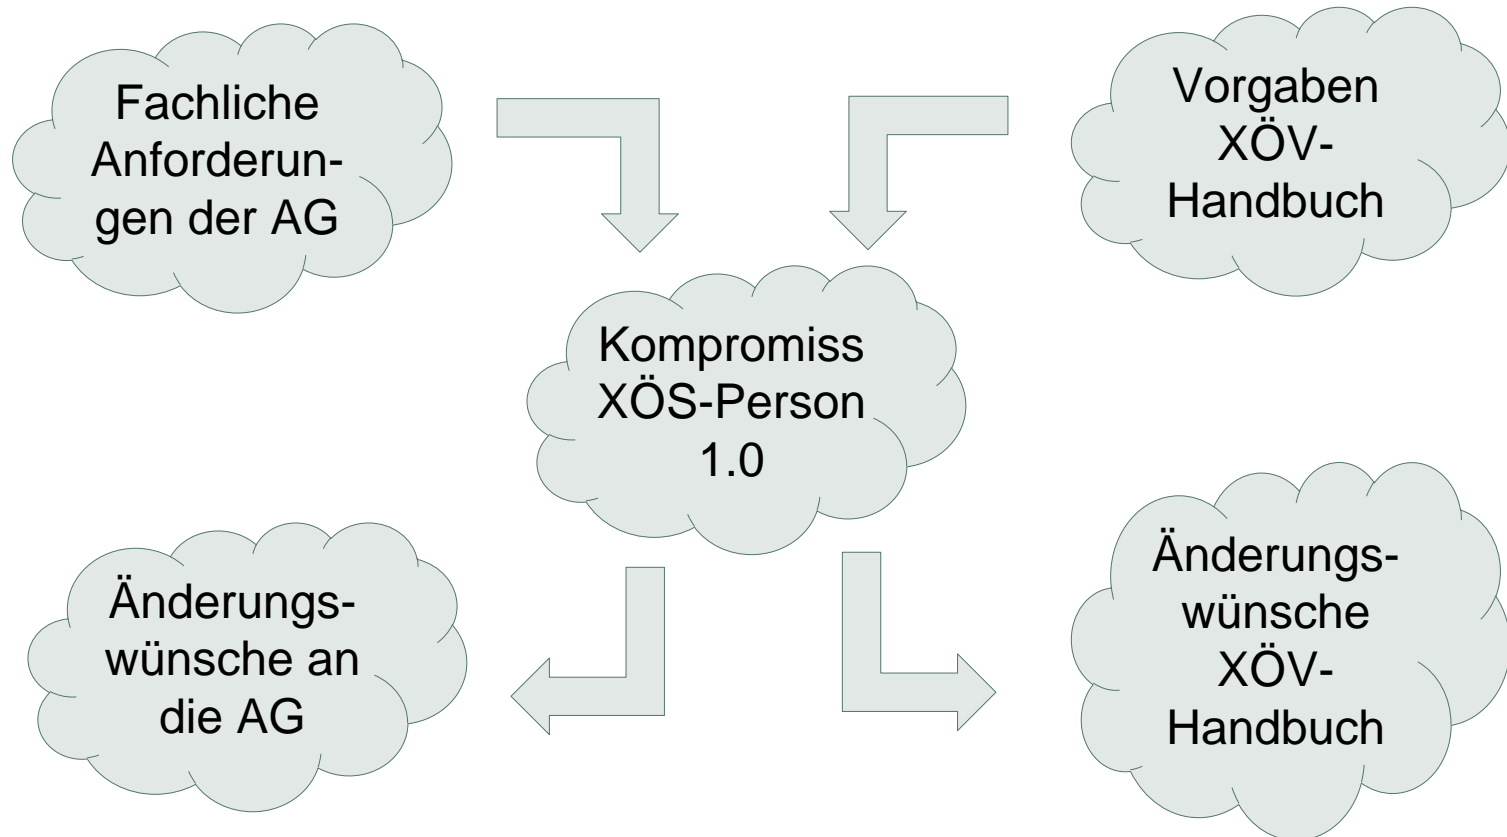 Fachliche
Anforderun-
gen der AG
Vorgaben
XÖV-
Handbuch
Kompromiss
XÖS-Person
1.0
Änderungs-
wünsche an
die AG
Änderungs-
wünsche
XÖV-
Handbuch